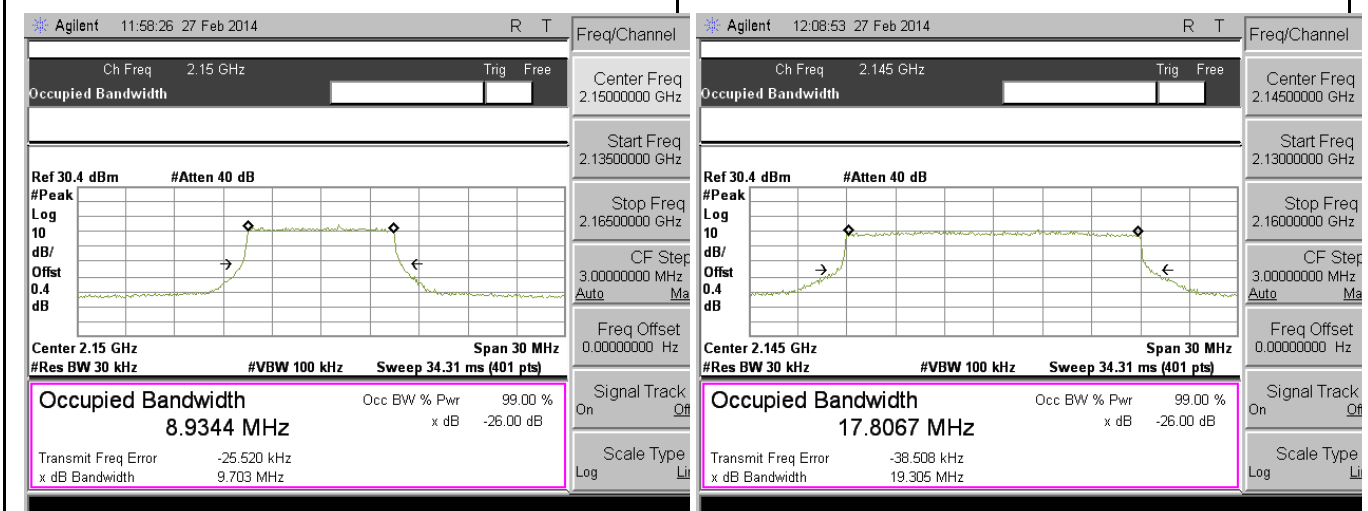 Agilent 11:58:26 27 Feb 2014 R T
Freq/Channel
Ch Freq 2.15 GHz Trig Free
Occupied Bandwidth
Center Freq
2.15000000 GHz
Start Freq
2.13500000 GHz
Ref 30.4 dBm #Atten 40 dB
#Peak
Log
10
dB/
Offst
0.4
dB
Stop Freq
2.16500000 GHz
CF Step
3.00000000 MHz
Auto Ma
Freq Offset
0.00000000 Hz
Center 2.15 GHz Span 30 MHz
#Res BW 30 kHz #VBW 100 kHz Sweep 34.31 ms (401 pts)
Signal Track
On Off
Occupied Bandwidth Occ BW % Pwr 99.00 %
8.9344 MHz x dB -26.00 dB
Transmit Freq Error -25.520 kHz
x dB Bandwidth 9.703 MHz
Scale Type
Log Li
Agilent 12:08:53 27 Feb 2014 R T
Freq/Channel
Ch Freq 2.145 GHz Trig Free
Occupied Bandwidth
Center Freq
2.14500000 GHz
Start Freq
2.13000000 GHz
Ref 30.4 dBm #Atten 40 dB
#Peak
Log
10
dB/
Offst
0.4
dB
Stop Freq
2.16000000 GHz
CF Step
3.00000000 MHz
Auto Ma
Freq Offset
0.00000000 Hz
Center 2.145 GHz Span 30 MHz
#Res BW 30 kHz #VBW 100 kHz Sweep 34.31 ms (401 pts)
Signal Track
On Off
Occupied Bandwidth Occ BW % Pwr 99.00 %
17.8067 MHz x dB -26.00 dB
Transmit Freq Error -38.508 kHz
x dB Bandwidth 19.305 MHz
Scale Type
Log Li